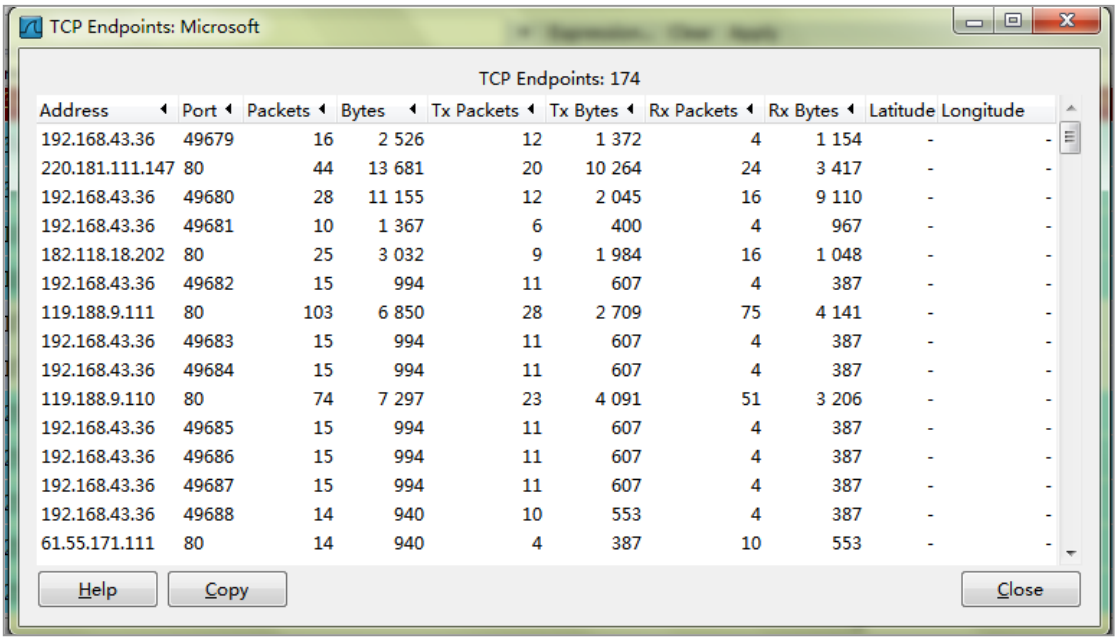 TCP Endpoints: Microsoft
Expression... Clear Apply
TCP Endpoints: 174
Address Port Packets Bytes Tx Packets Tx Bytes Rx Packets Rx Bytes Latitude Longitude
192.168.43.36 49679 16 2 526 12 1 372 4 1 154 - -
220.181.111.147 80 44 13 681 20 10 264 24 3 417 - -
192.168.43.36 49680 28 11 155 12 2 045 16 9 110 - -
192.168.43.36 49681 10 1 367 6 400 4 967 - -
182.118.18.202 80 25 3 032 9 1 984 16 1 048 - -
192.168.43.36 49682 15 994 11 607 4 387 - -
119.188.9.111 80 103 6 850 28 2 709 75 4 141 - -
192.168.43.36 49683 15 994 11 607 4 387 - -
192.168.43.36 49684 15 994 11 607 4 387 - -
119.188.9.110 80 74 7 297 23 4 091 51 3 206 - -
192.168.43.36 49685 15 994 11 607 4 387 - -
192.168.43.36 49686 15 994 11 607 4 387 - -
192.168.43.36 49687 15 994 11 607 4 387 - -
192.168.43.36 49688 14 940 10 553 4 387 - -
61.55.171.111 80 14 940 4 387 10 553 - -
Help Copy Close